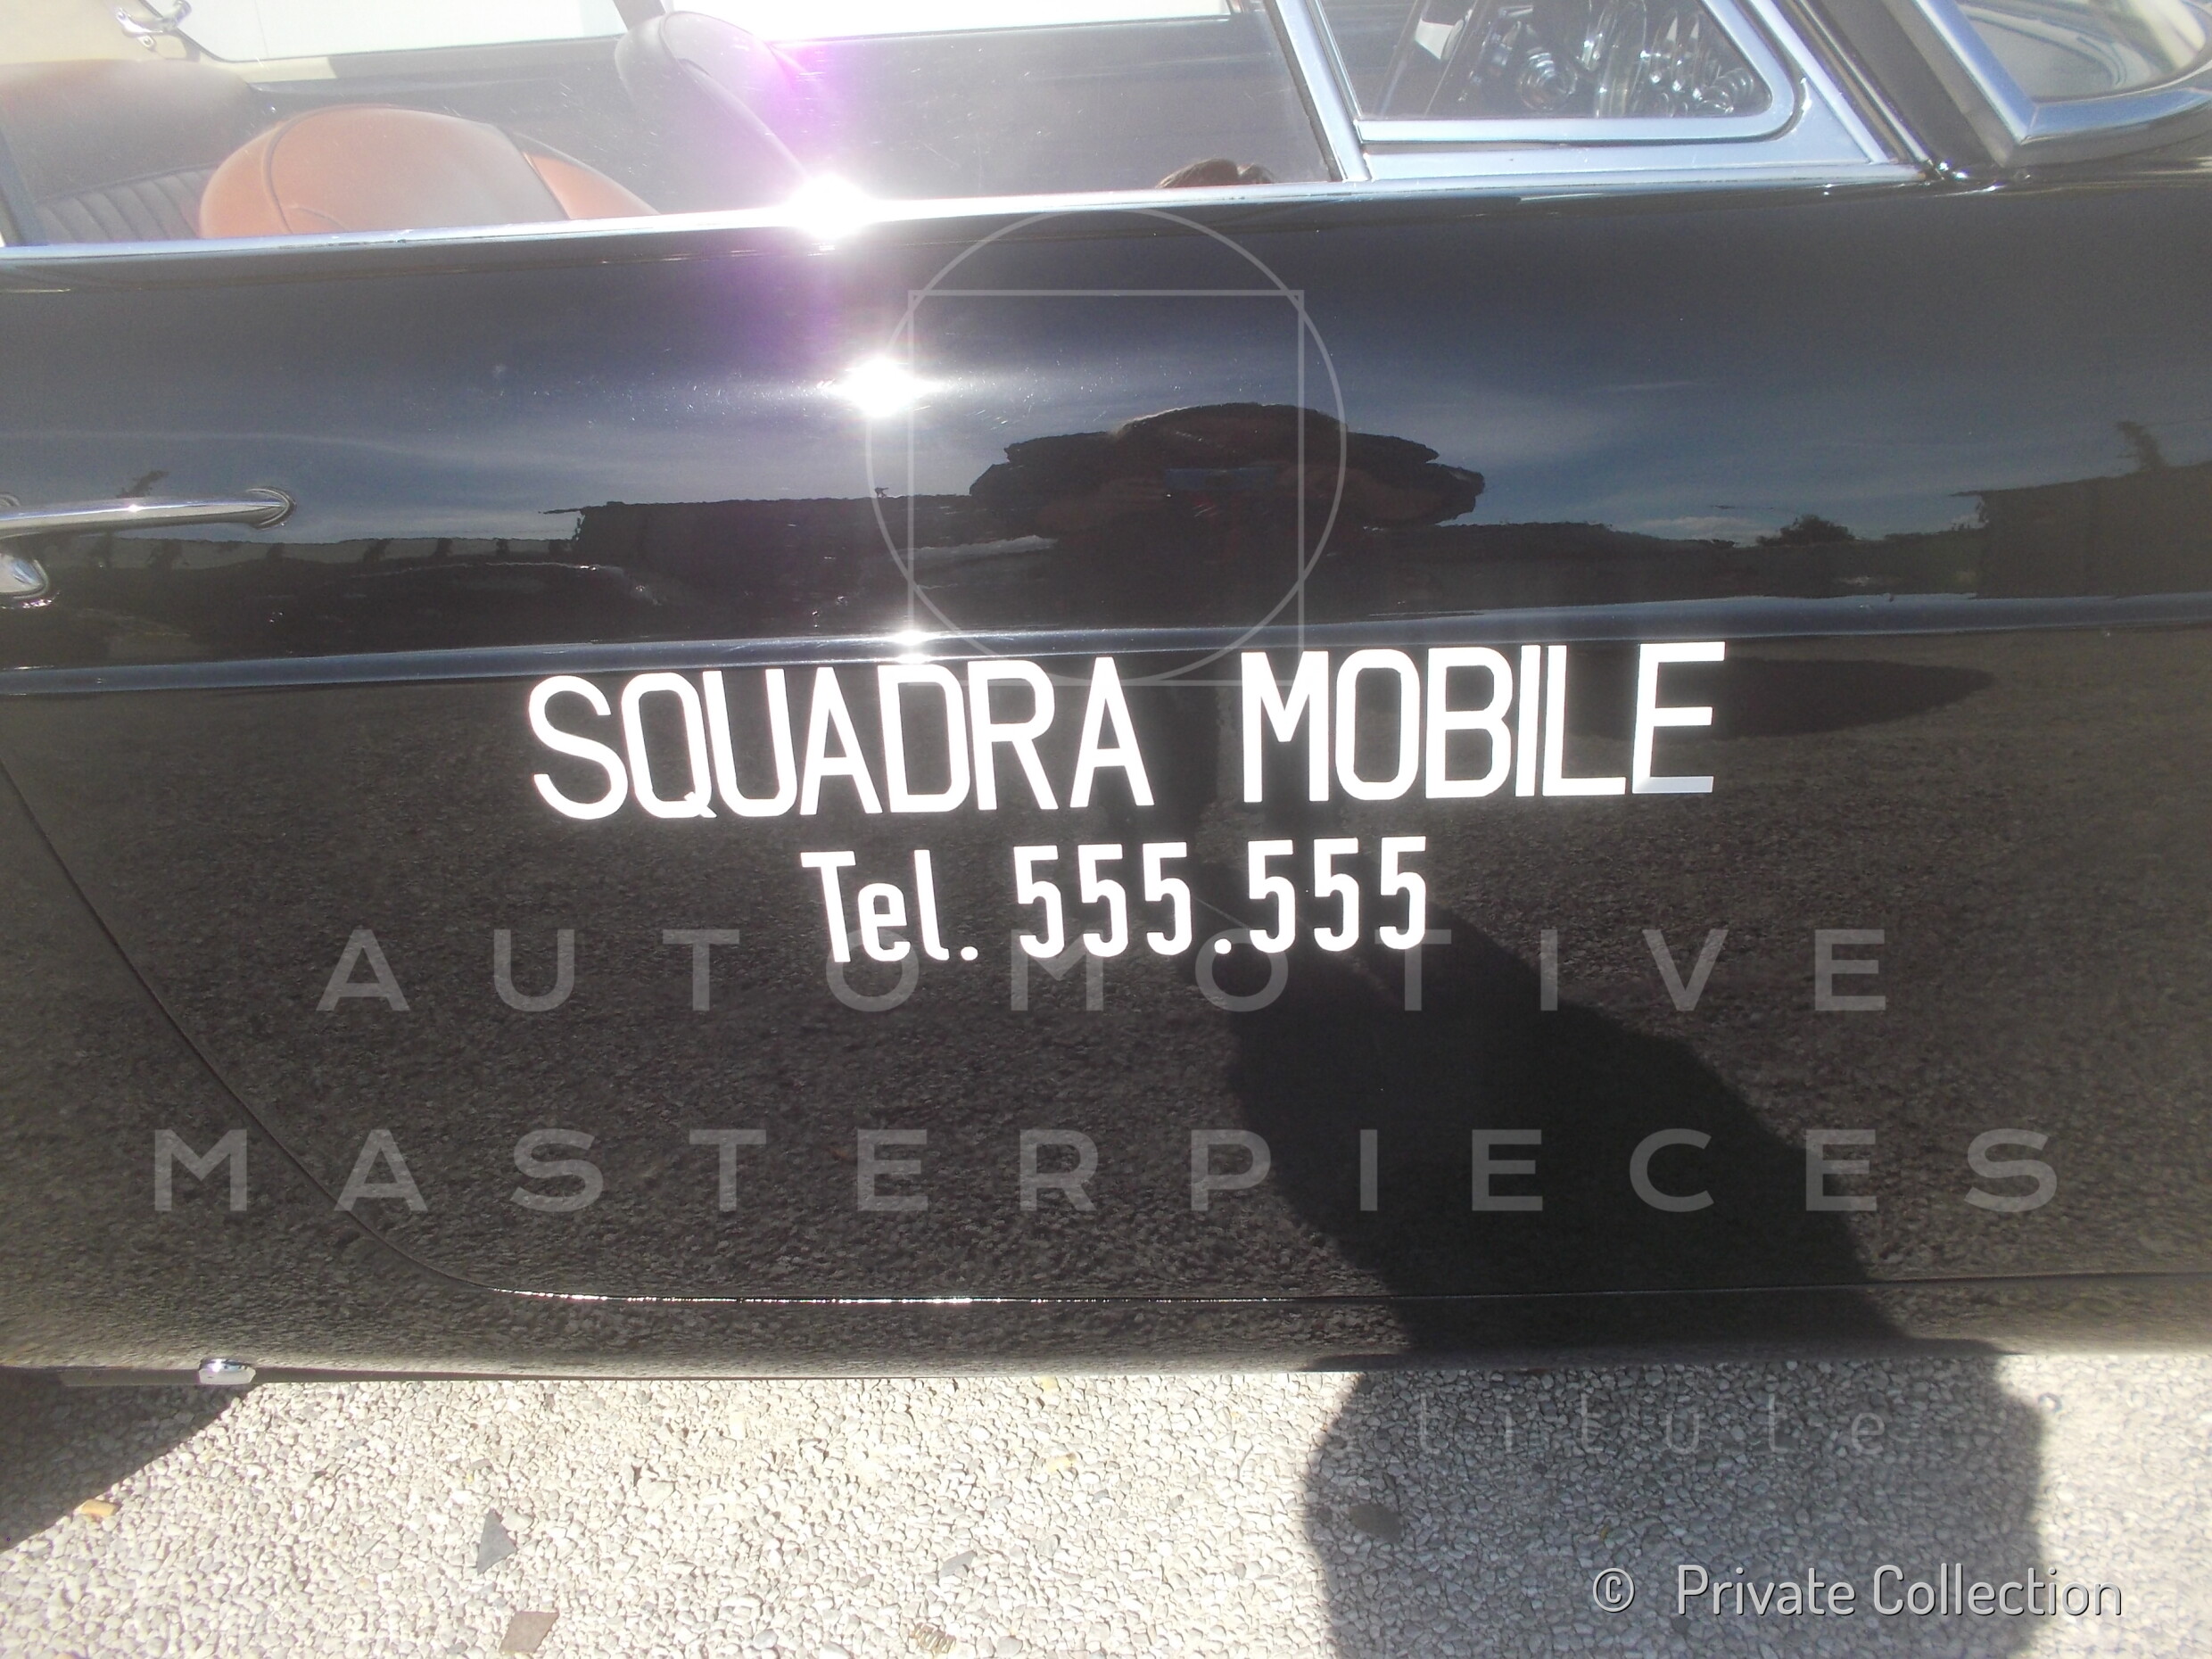 SQUADRA MOBILE
Tel. 555.555
AUTOMOTIVE
MASTERPIECES
© Private Collection